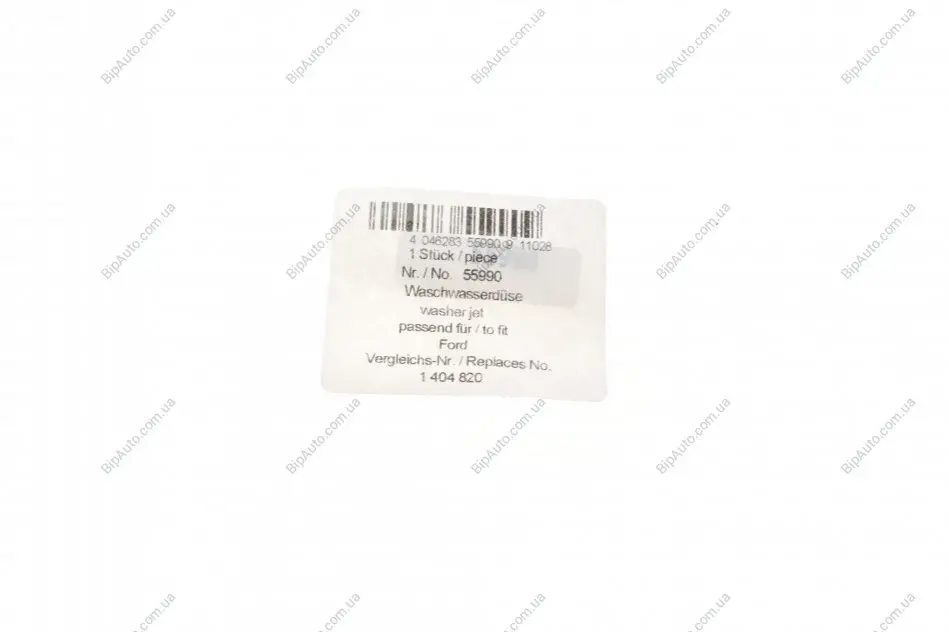 4 046283 55990 9 11028
1 Stück / piece
Nr. / No. 55990
Waschwasserdüse
washer jet
passend für / to fit
Ford
Vergleichs-Nr. / Replaces No.
1 404 820
BipAuto.com.ua